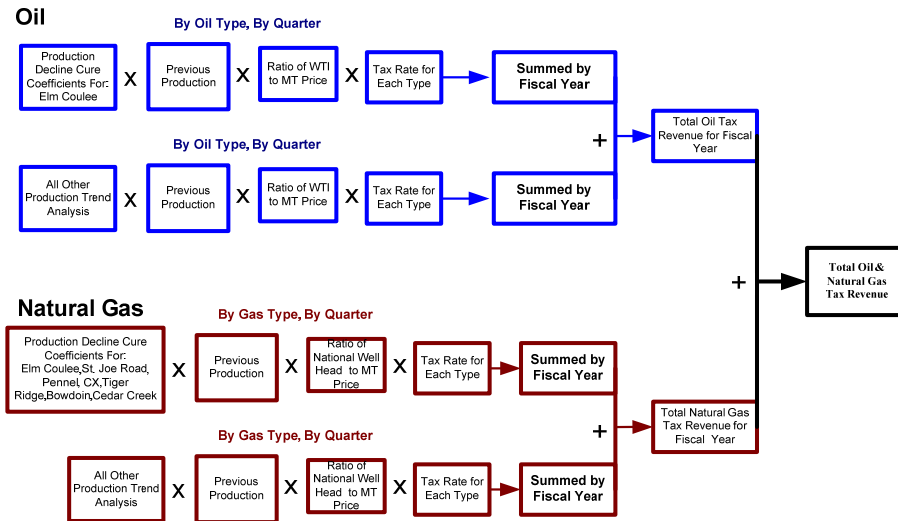 Oil
By Oil Type, By Quarter
Production
Decline Cure
Coefficients For:
Elm Coulee
X
Previous
Production
X
Ratio of WTI
to MT Price
X
Tax Rate for
Each Type
Summed by
Fiscal Year
By Oil Type, By Quarter
All Other
Production Trend
Analysis
X
Previous
Production
X
Ratio of WTI
to MT Price
X
Tax Rate for
Each Type
Summed by
Fiscal Year
+
Total Oil Tax
Revenue for Fiscal
Year
+
Total Oil &
Natural Gas
Tax Revenue
Natural Gas
By Gas Type, By Quarter
Production Decline Cure
Coefficients For:
Elm Coulee,St. Joe Road,
Pennel, CX,Tiger
Ridge,Bowdoin,Cedar Creek
X
Previous
Production
X
Ratio of
National Well
Head to MT
Price
X
Tax Rate for
Each Type
Summed by
Fiscal Year
By Gas Type, By Quarter
All Other
Production Trend
Analysis
X
Previous
Production
X
Ratio of
National Well
Head to MT
Price
X
Tax Rate for
Each Type
Summed by
Fiscal Year
+
Total Natural Gas
Tax Revenue for
Fiscal Year